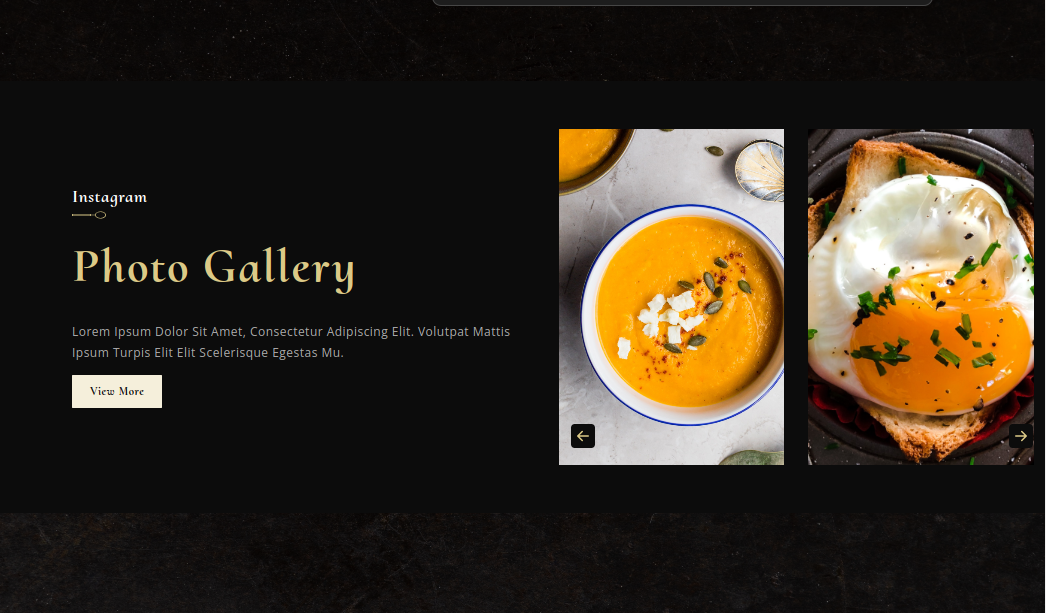 Instagram
Photo Gallery
Lorem Ipsum Dolor Sit Amet, Consectetur Adipiscing Elit. Volutpat Mattis
Ipsum Turpis Elit Elit Scelerisque Egestas Mu.
View More